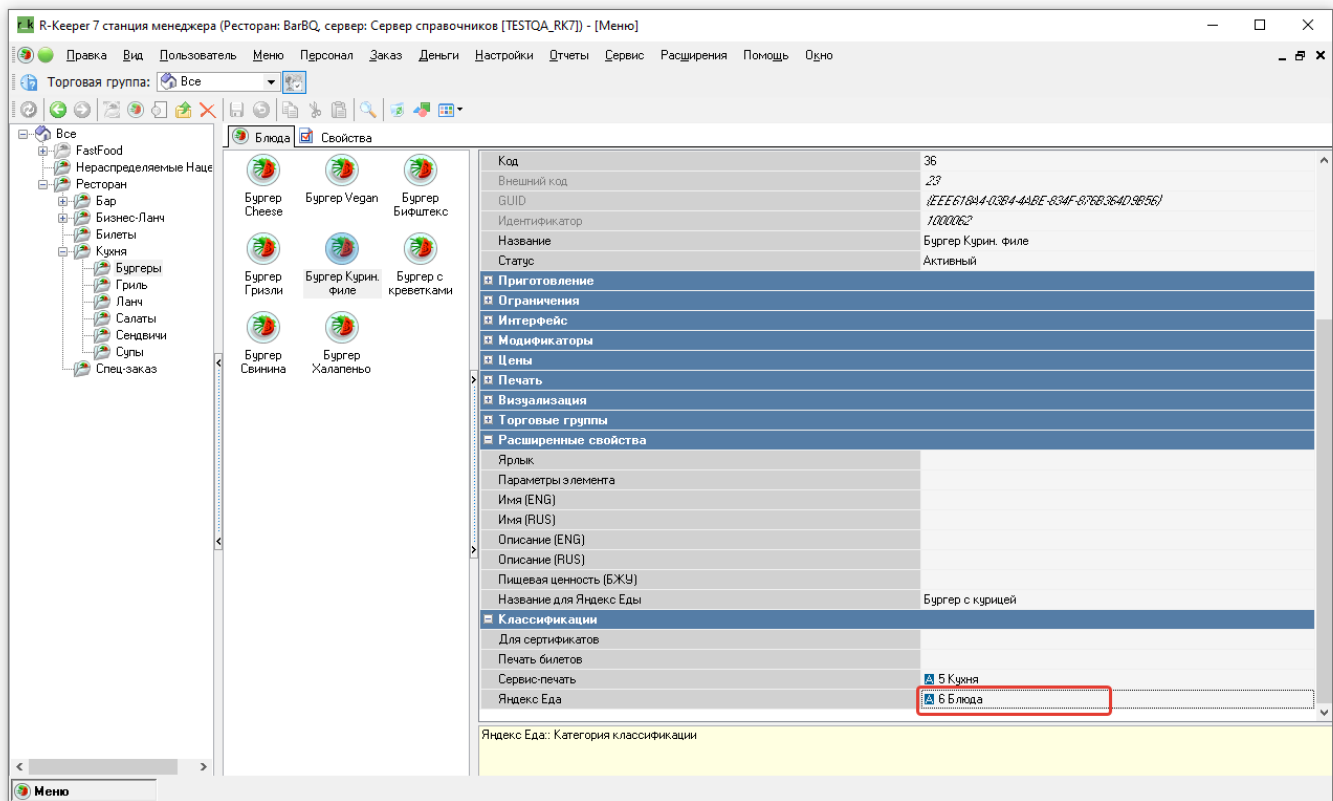 R-Keeper 7 станция менеджера (Ресторан: BarBQ, сервер: Сервер справочников [TESTQA_RK7]) - [Меню]
Правка Вид Пользователь Меню Персонал Заказ Деньги Настройки Отчеты Сервис Расширения Помощь Окно
Торговая группа: Все
Все
FastFood
Нераспределяемые Наце
Ресторан
Бар
Бизнес-Ланч
Билеты
Кухня
Бургеры
Гриль
Ланч
Салаты
Сендвичи
Супы
Спец-заказ
Блюда Свойства
Бургер Cheese
Бургер Vegan
Бургер Бифштекс
Бургер Гризли
Бургер Курин. филе
Бургер с креветками
Бургер Свинина
Бургер Халапеньо
Код 36
Внешний код 23
GUID {EEE618A4-03B4-4ABE-834F-876B364D9B56}
Идентификатор 1000062
Название Бургер Курин. филе
Статус Активный
Приготовление
Ограничения
Интерфейс
Модификаторы
Цены
Печать
Визуализация
Торговые группы
Расширенные свойства
Ярлык
Параметры элемента
Имя (ENG)
Имя (RUS)
Описание (ENG)
Описание (RUS)
Пищевая ценность (БЖУ)
Название для Яндекс Еды Бургер с курицей
Классификации
Для сертификатов
Печать билетов
Сервис-печать 5 Кухня
Яндекс Еда 6 Блюда
Яндекс Еда:: Категория классификации
Меню